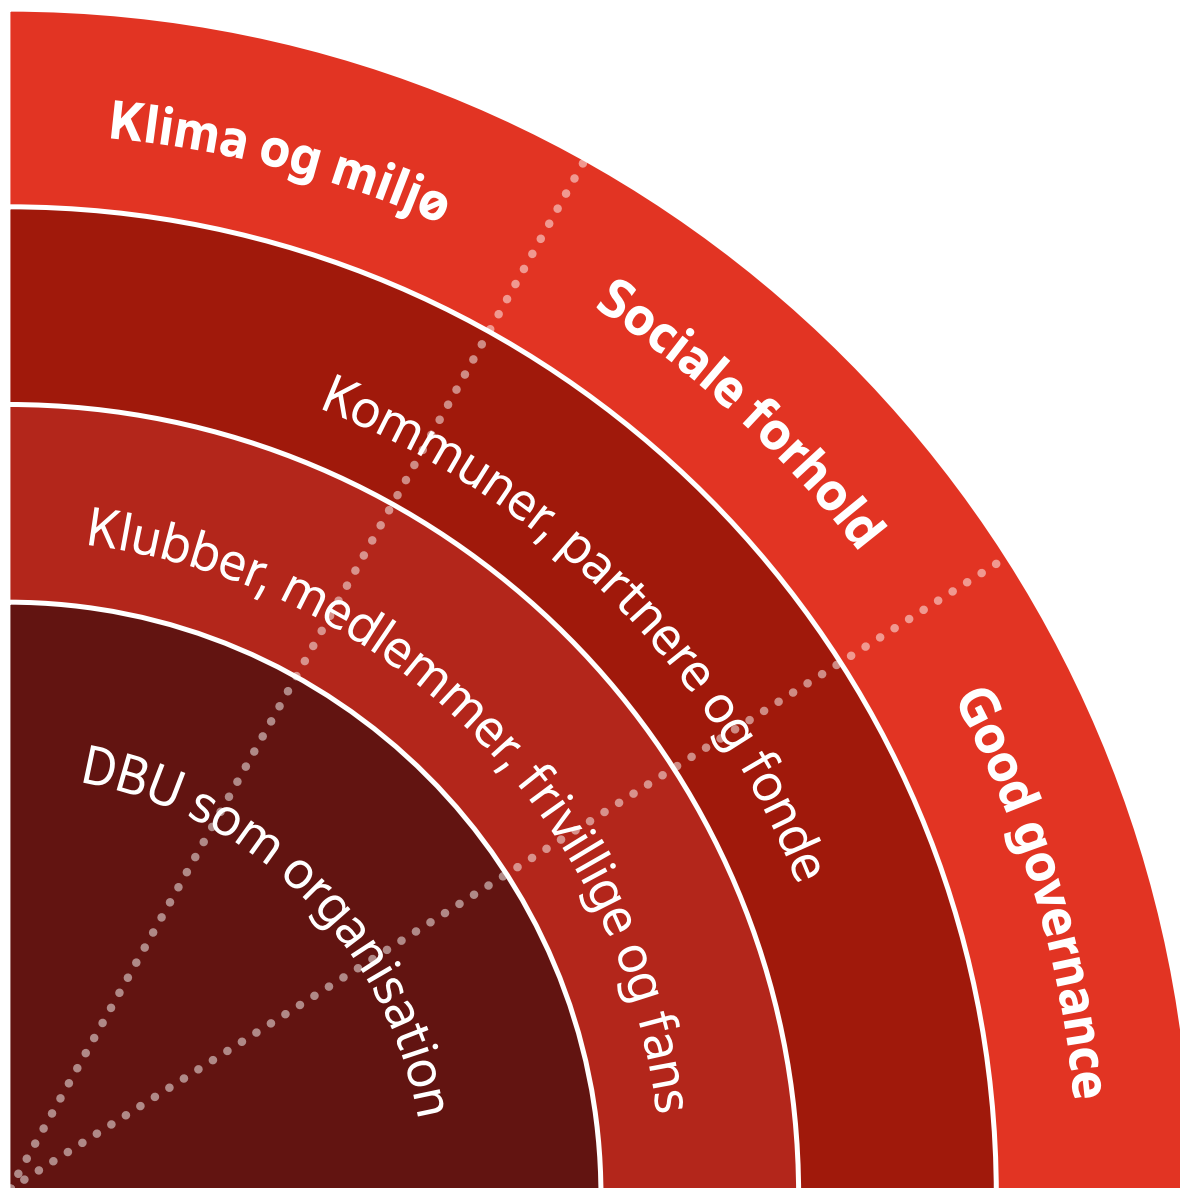 Klima og miljø
Sociale forhold
Good governance
Kommuner, partnere og fonde
Klubber, medlemmer, frivillige og fans
DBU som organisation